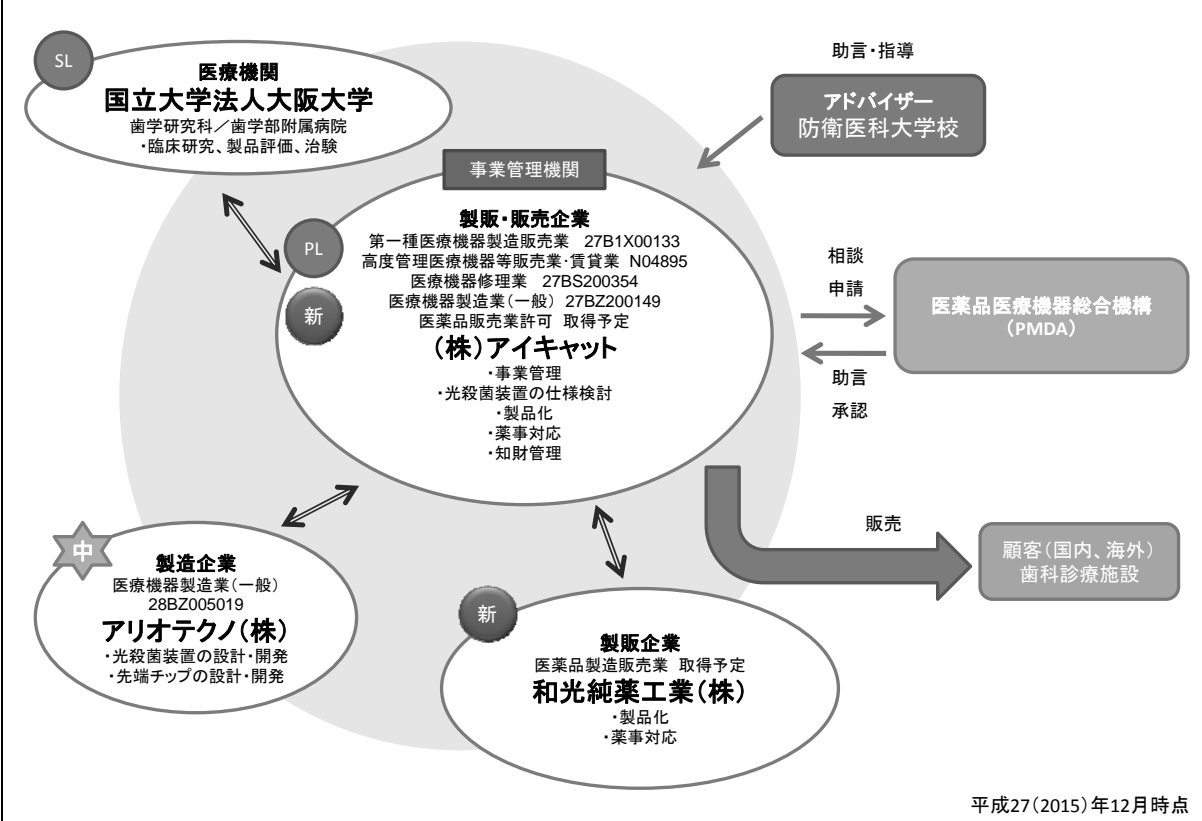 SL
医療機関
国立大学法人大阪大学
歯学研究科／歯学部附属病院
・臨床研究、製品評価、治験
助言・指導
アドバイザー
防衛医科大学校
事業管理機関
PL
新
製販・販売企業
第一種医療機器製造販売業 27B1X00133
高度管理医療機器等販売業・賃貸業 N04895
医療機器修理業 27BS200354
医療機器製造業(一般) 27BZ200149
医薬品販売業許可 取得予定
(株)アイキャット
・事業管理
・光殺菌装置の仕様検討
・製品化
・薬事対応
・知財管理
相談
申請
医薬品医療機器総合機構
(PMDA)
助言
承認
販売
顧客(国内、海外)
歯科診療施設
中
製造企業
医療機器製造業(一般)
28BZ005019
アリオテクノ(株)
・光殺菌装置の設計・開発
・先端チップの設計・開発
新
製販企業
医薬品製造販売業 取得予定
和光純薬工業(株)
・製品化
・薬事対応
平成27(2015)年12月時点